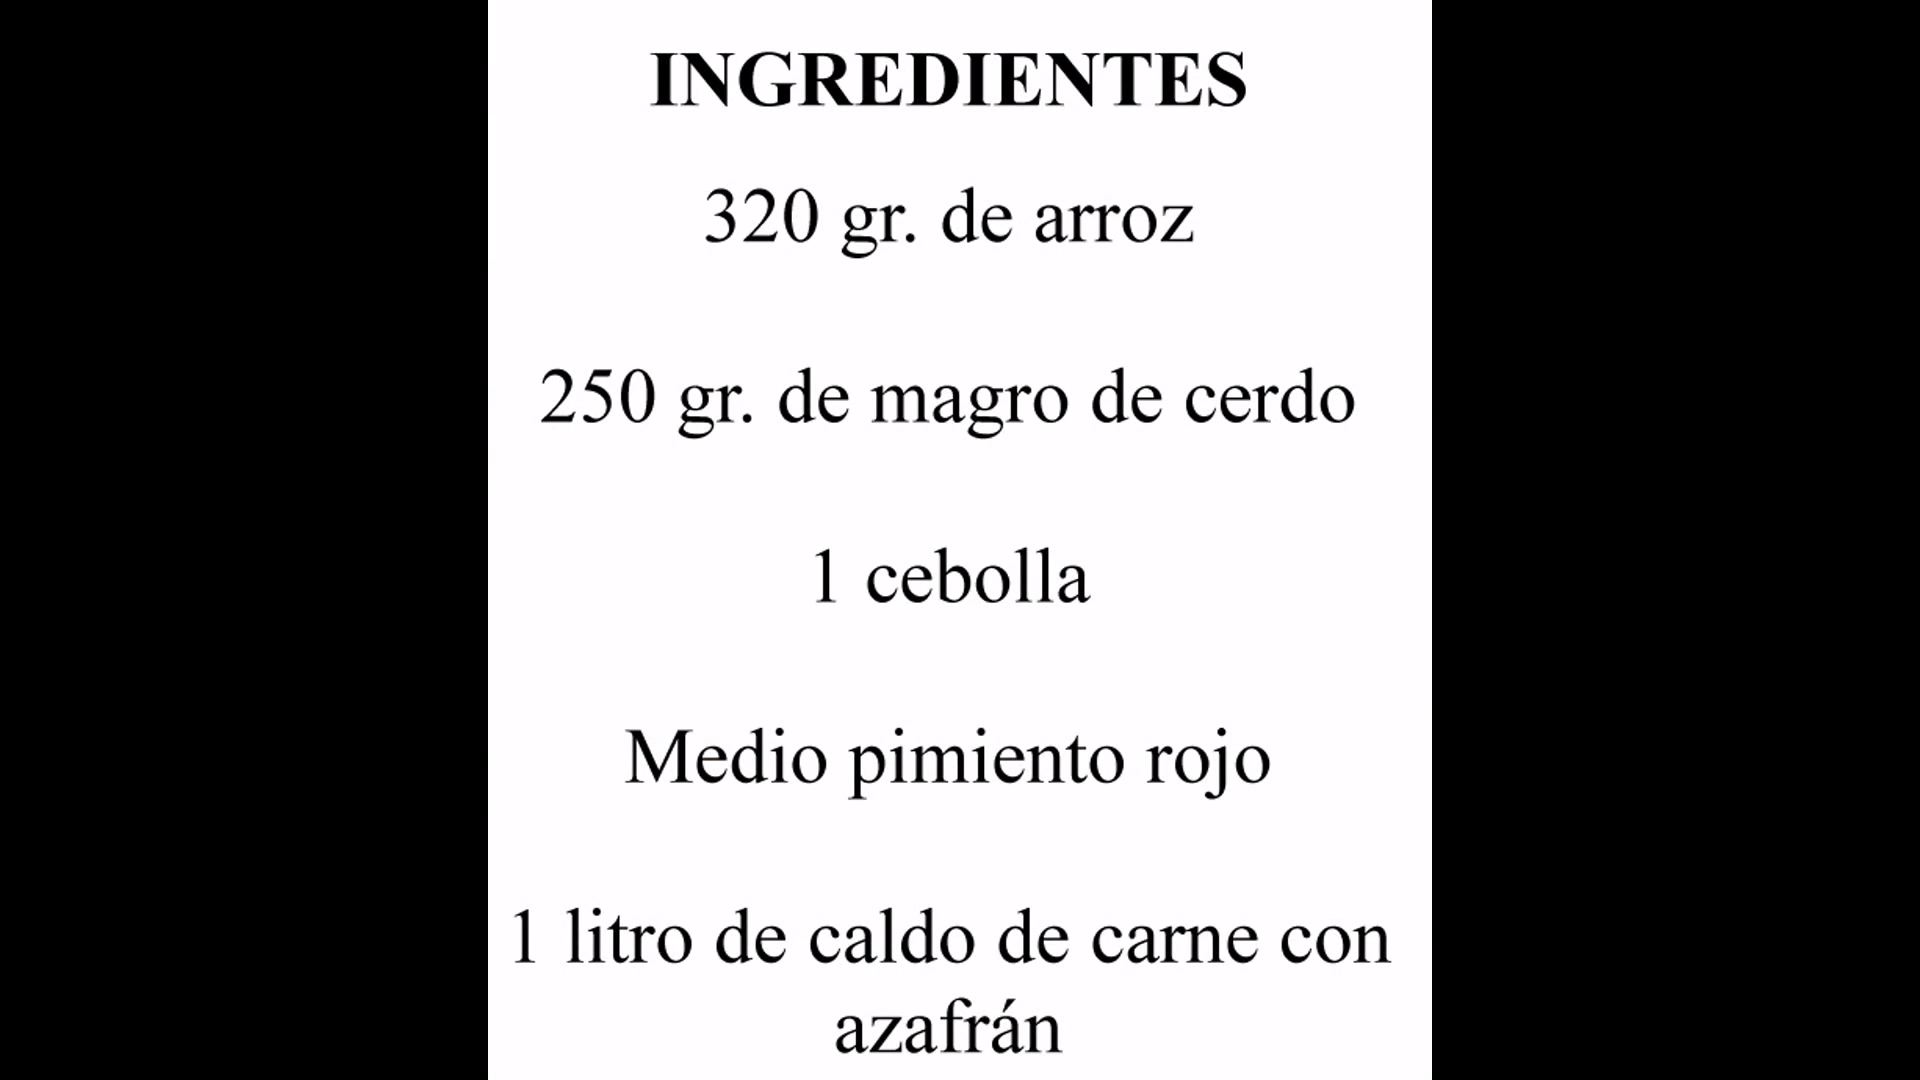 INGREDIENTES
320 gr. de arroz
250 gr. de magro de cerdo
1 cebolla
Medio pimiento rojo
1 litro de caldo de carne con
azafrán